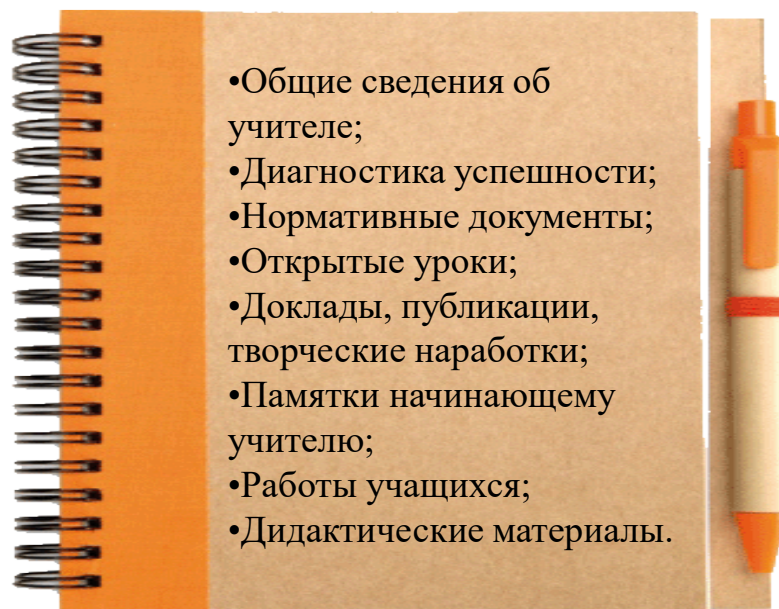 •Общие сведения об
учителе;
•Диагностика успешности;
•Нормативные документы;
•Открытые уроки;
•Доклады, публикации,
творческие наработки;
•Памятки начинающему
учителю;
•Работы учащихся;
•Дидактические материалы.